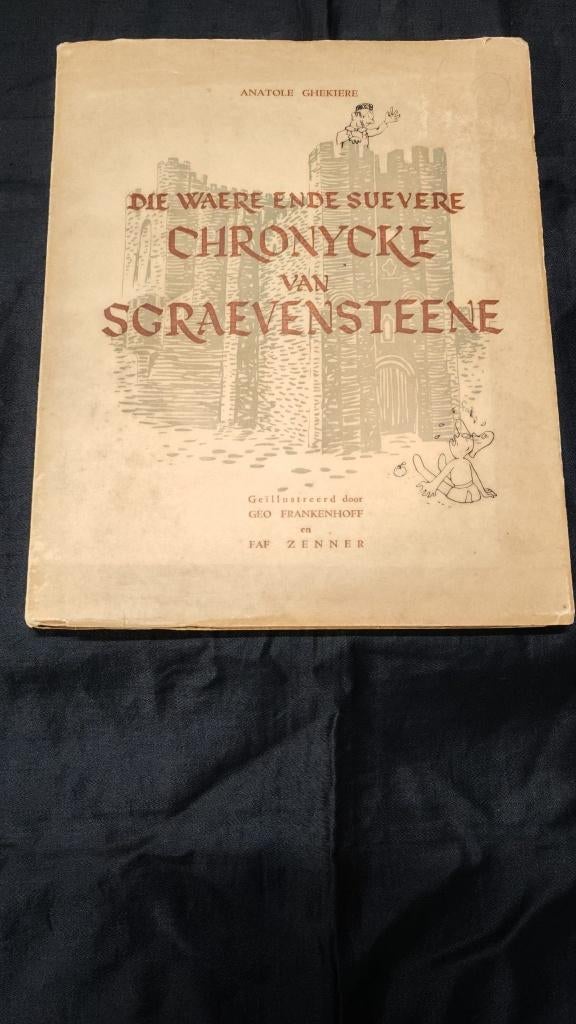 ANATOLE GHEKIERE
DIE WAERE ENDE SUEVERE
CHRONYCKE
VAN
SGRAEVENSTEENE
Geïllustreerd door
GEO FRANKENHOFF
en
FAF ZENNER